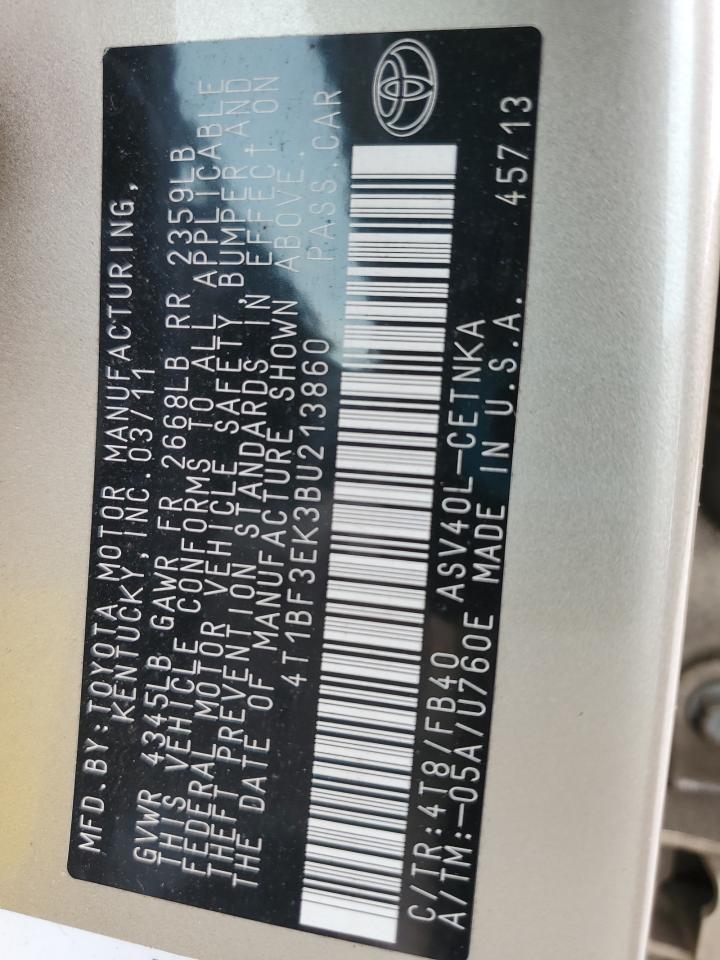 MFD. BY: TOYOTA MOTOR MANUFACTURING,
KENTUCKY, INC. 03/11
GVWR 4345LB GAWR FR 2668LB RR 2359LB
THIS VEHICLE CONFORMS TO ALL APPLICABLE
FEDERAL MOTOR VEHICLE SAFETY, BUMPER AND
THEFT PREVENTION STANDARDS IN EFFECT ON
THE DATE OF MANUFACTURE SHOWN ABOVE.
4T1BF3EK3BU213860 PASS. CAR
C/TR: 4T8/FB40 ASV40L-CETNKA
A/TM: -05A/U760E MADE IN U.S.A. 45713